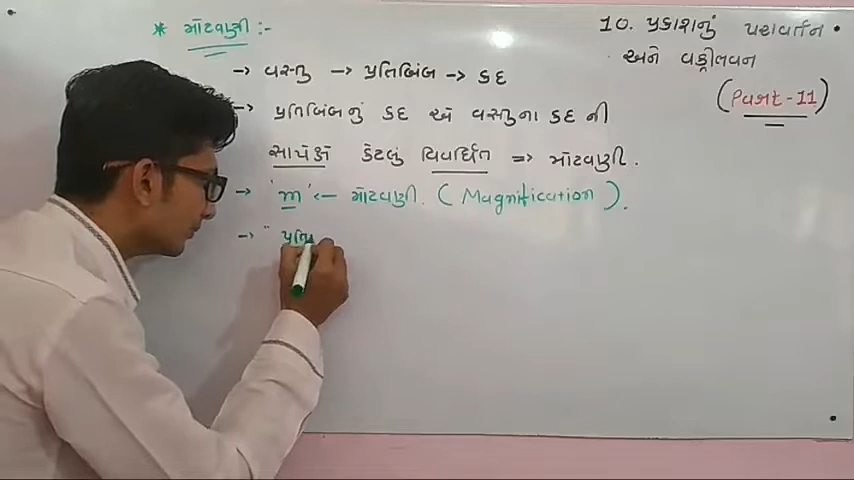 * મોટવણી :-
10. પ્રકાશનું પરાવર્તન
અને વક્રીભવન
(Part-11)
→ વસ્તુ → પ્રતિબિંબ → કદ
→ પ્રતિબિંબનું કદ એ વસ્તુના કદ ની
સાપેક્ષે કેટલું વિવર્ધિત => મોટવણી.
→ 'm' ← મોટવણી. (Magnification).
→ " પ્રતિ